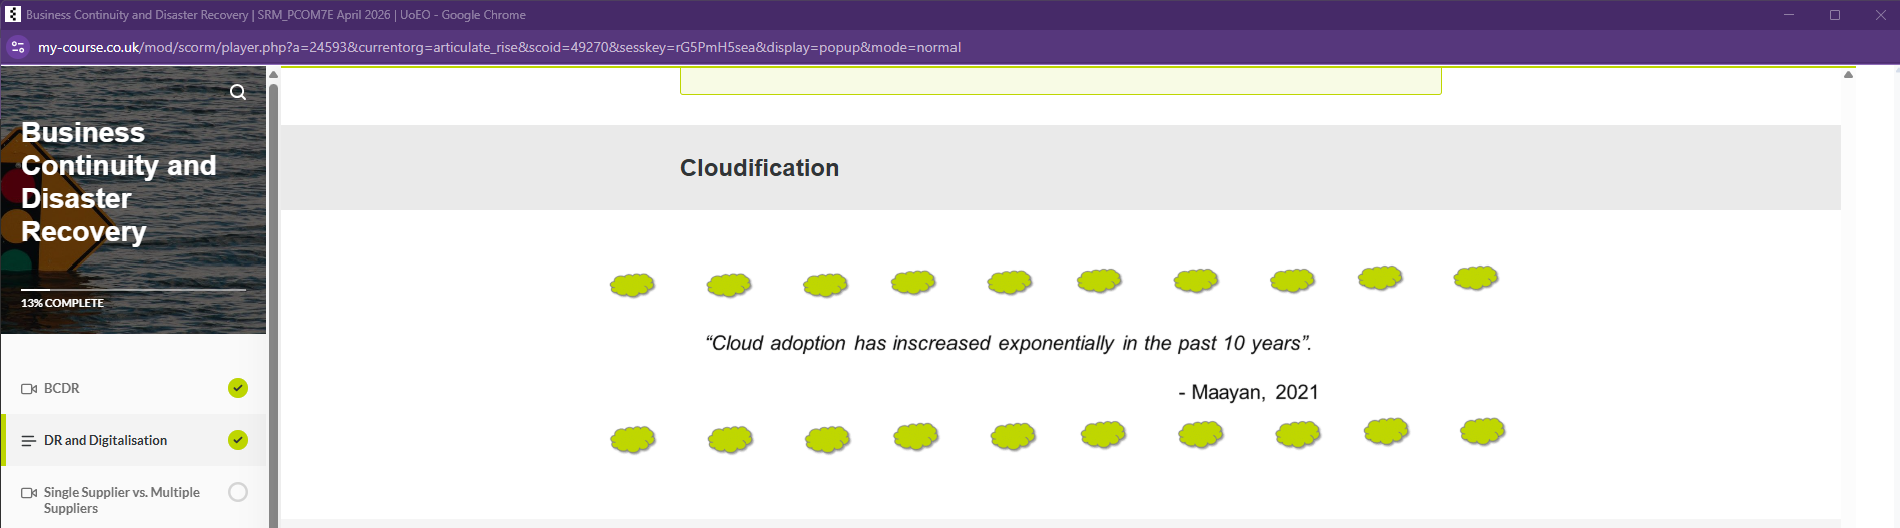 Business Continuity and Disaster Recovery | SRM_PCOM7E April 2026 | UoEO - Google Chrome
my-course.co.uk/mod/scorm/player.php?a=24593&currentorg=articulate_rise&scoid=49270&sesskey=rG5PmH5sea&display=popup&mode=normal
Business
Continuity and
Disaster
Recovery
13% COMPLETE
BCDR
DR and Digitalisation
Single Supplier vs. Multiple
Suppliers
Cloudification
“Cloud adoption has inscreased exponentially in the past 10 years”.
- Maayan, 2021